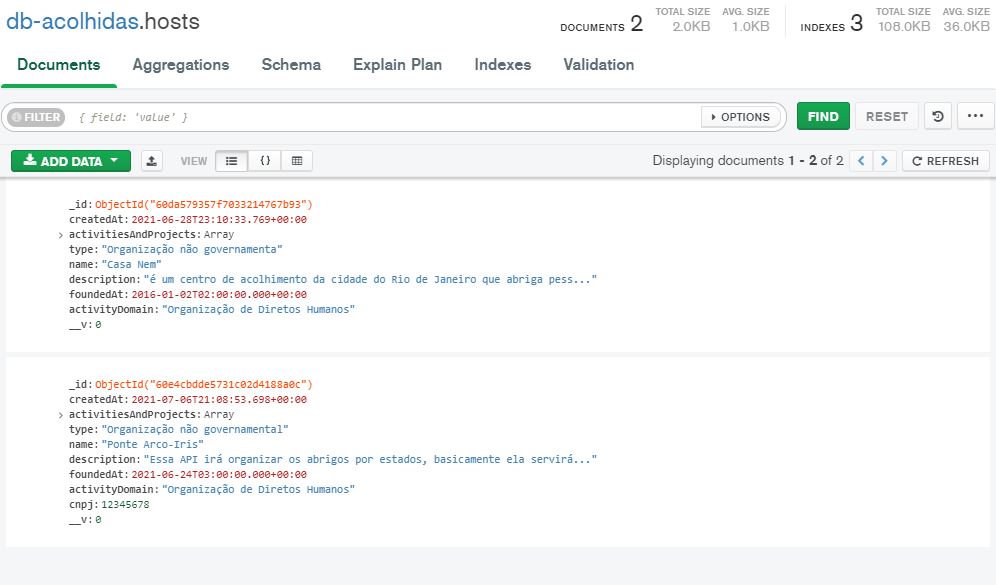 db-acolhidas.hosts
DOCUMENTS 2 TOTAL SIZE 2.0KB AVG. SIZE 1.0KB INDEXES 3 TOTAL SIZE 108.0KB AVG. SIZE 36.0KB
Documents Aggregations Schema Explain Plan Indexes Validation
FILTER { field: 'value' } OPTIONS FIND RESET ...
ADD DATA VIEW {} Displaying documents 1 - 2 of 2 < > REFRESH
_id: ObjectId("60da579357f7033214767b93")
createdAt: 2021-06-28T23:10:33.769+00:00
> activitiesAndProjects: Array
type: "Organização não governamenta"
name: "Casa Nem"
description: "é um centro de acolhimento da cidade do Rio de Janeiro que abriga pess..."
foundedAt: 2016-01-02T02:00:00.000+00:00
activityDomain: "Organização de Diretos Humanos"
__v: 0
_id: ObjectId("60e4cbdde5731c02d4188a0c")
createdAt: 2021-07-06T21:08:53.698+00:00
> activitiesAndProjects: Array
type: "Organização não governamental"
name: "Ponte Arco-Iris"
description: "Essa API irá organizar os abrigos por estados, basicamente ela servirá..."
foundedAt: 2021-06-24T03:00:00.000+00:00
activityDomain: "Organização de Diretos Humanos"
cnpj: 12345678
__v: 0